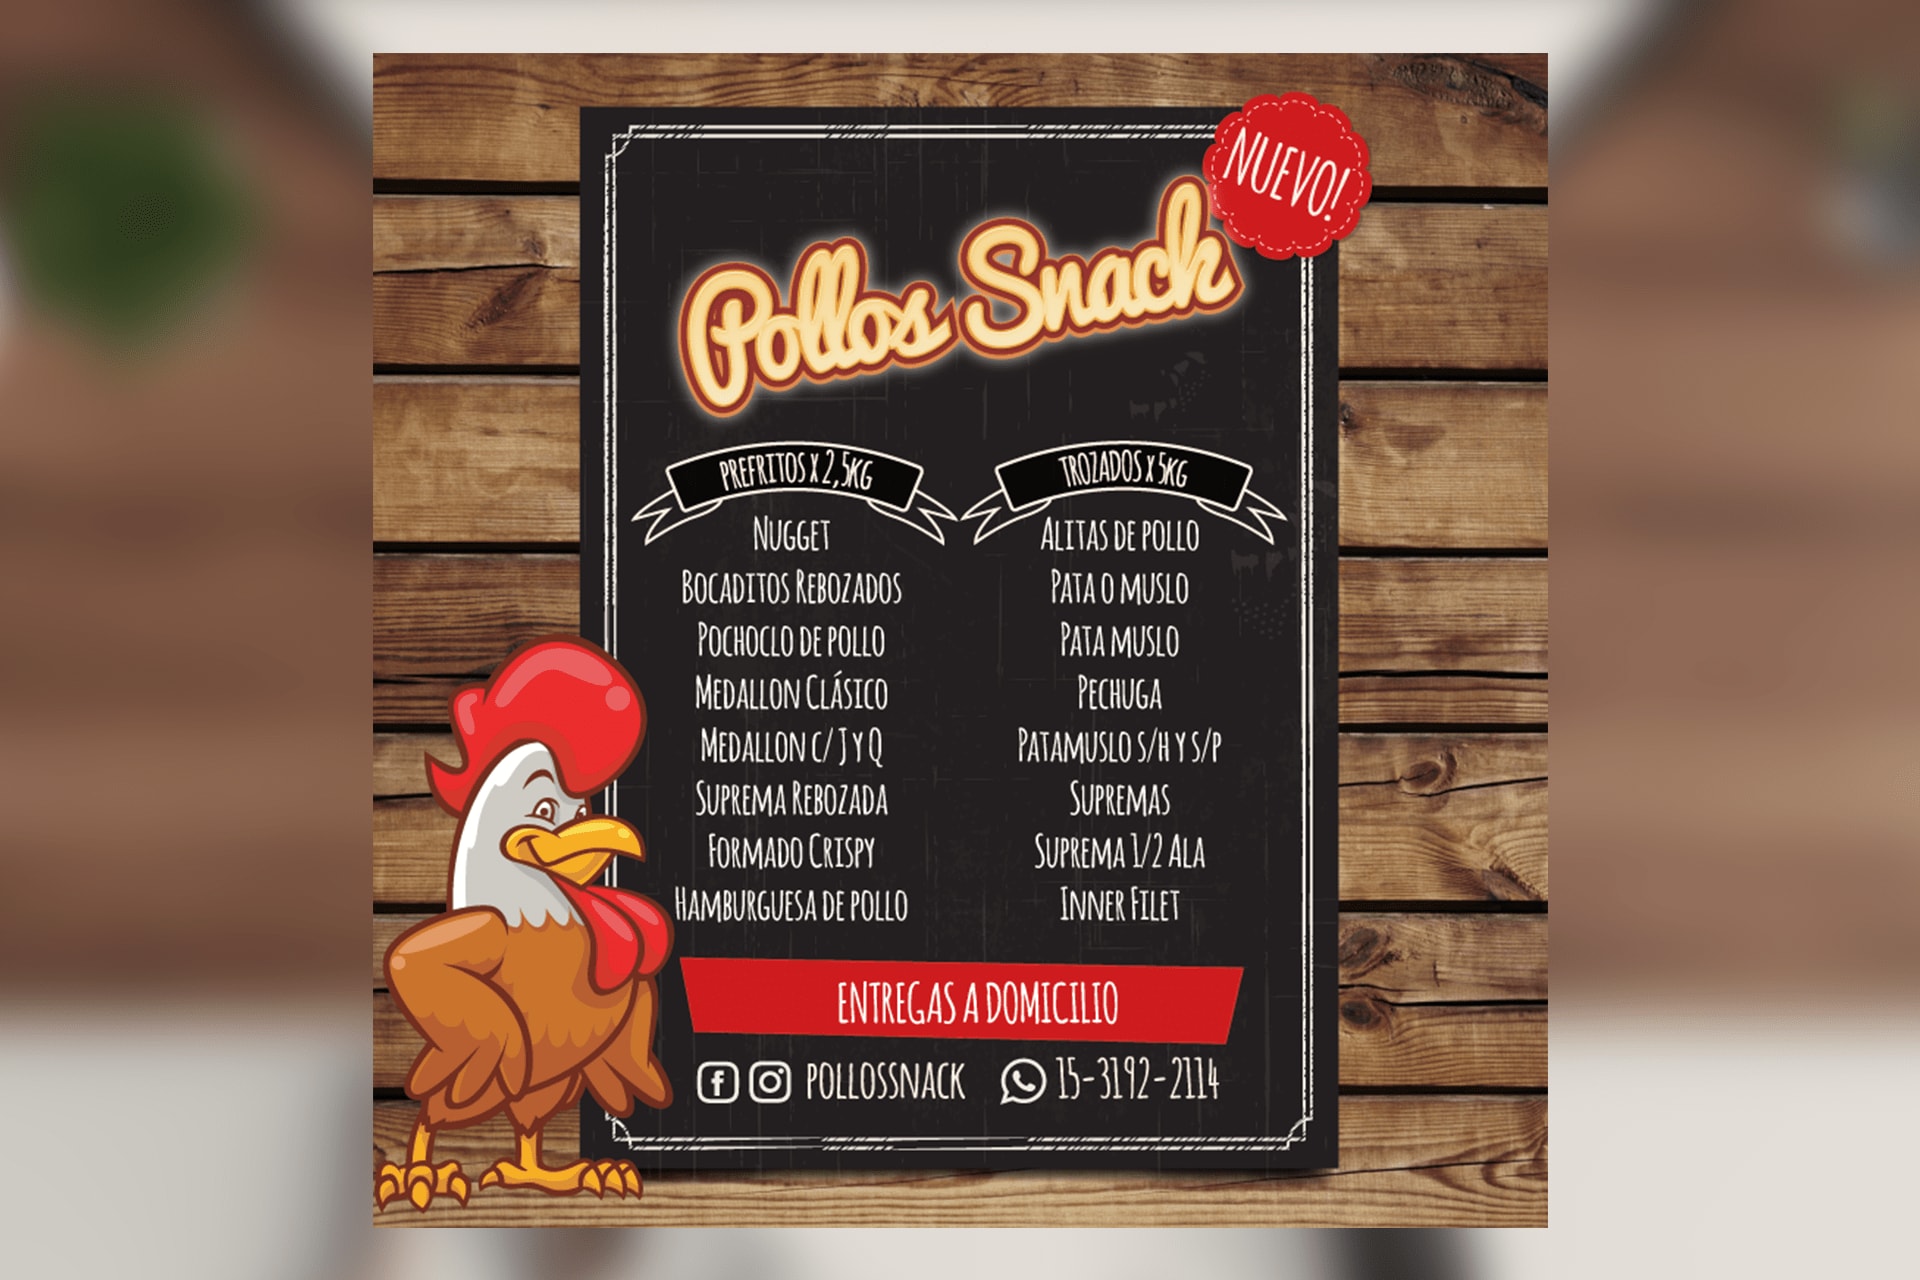 NUEVO!
Pollos Snack
PREFRITOS X 2,5KG
NUGGET
BOCADITOS REBOZADOS
POCHOCLO DE POLLO
MEDALLON CLÁSICO
MEDALLON C/ J Y Q
SUPREMA REBOZADA
FORMADO CRISPY
HAMBURGUESA DE POLLO
TROZADOS X 5KG
ALITAS DE POLLO
PATA O MUSLO
PATA MUSLO
PECHUGA
PATAMUSLO S/H Y S/P
SUPREMAS
SUPREMA 1/2 ALA
INNER FILET
ENTREGAS A DOMICILIO
POLLOSSNACK
15-3192-2114